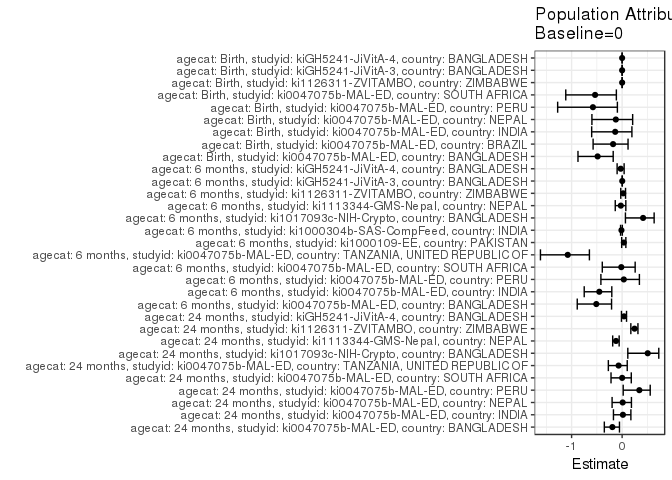 Population Attribu
Baseline=0
agecat: Birth, studyid: kiGH5241-JiVitA-4, country: BANGLADESH
agecat: Birth, studyid: kiGH5241-JiVitA-3, country: BANGLADESH
agecat: Birth, studyid: ki1126311-ZVITAMBO, country: ZIMBABWE
agecat: Birth, studyid: ki0047075b-MAL-ED, country: SOUTH AFRICA
agecat: Birth, studyid: ki0047075b-MAL-ED, country: PERU
agecat: Birth, studyid: ki0047075b-MAL-ED, country: NEPAL
agecat: Birth, studyid: ki0047075b-MAL-ED, country: INDIA
agecat: Birth, studyid: ki0047075b-MAL-ED, country: BRAZIL
agecat: Birth, studyid: ki0047075b-MAL-ED, country: BANGLADESH
agecat: 6 months, studyid: kiGH5241-JiVitA-4, country: BANGLADESH
agecat: 6 months, studyid: kiGH5241-JiVitA-3, country: BANGLADESH
agecat: 6 months, studyid: ki1126311-ZVITAMBO, country: ZIMBABWE
agecat: 6 months, studyid: ki1113344-GMS-Nepal, country: NEPAL
agecat: 6 months, studyid: ki1017093c-NIH-Crypto, country: BANGLADESH
agecat: 6 months, studyid: ki1000304b-SAS-CompFeed, country: INDIA
agecat: 6 months, studyid: ki1000109-EE, country: PAKISTAN
agecat: 6 months, studyid: ki0047075b-MAL-ED, country: TANZANIA, UNITED REPUBLIC OF
agecat: 6 months, studyid: ki0047075b-MAL-ED, country: SOUTH AFRICA
agecat: 6 months, studyid: ki0047075b-MAL-ED, country: PERU
agecat: 6 months, studyid: ki0047075b-MAL-ED, country: INDIA
agecat: 6 months, studyid: ki0047075b-MAL-ED, country: BANGLADESH
agecat: 24 months, studyid: kiGH5241-JiVitA-4, country: BANGLADESH
agecat: 24 months, studyid: ki1126311-ZVITAMBO, country: ZIMBABWE
agecat: 24 months, studyid: ki1113344-GMS-Nepal, country: NEPAL
agecat: 24 months, studyid: ki1017093c-NIH-Crypto, country: BANGLADESH
agecat: 24 months, studyid: ki0047075b-MAL-ED, country: TANZANIA, UNITED REPUBLIC OF
agecat: 24 months, studyid: ki0047075b-MAL-ED, country: SOUTH AFRICA
agecat: 24 months, studyid: ki0047075b-MAL-ED, country: PERU
agecat: 24 months, studyid: ki0047075b-MAL-ED, country: NEPAL
agecat: 24 months, studyid: ki0047075b-MAL-ED, country: INDIA
agecat: 24 months, studyid: ki0047075b-MAL-ED, country: BANGLADESH
-1 0
Estimate